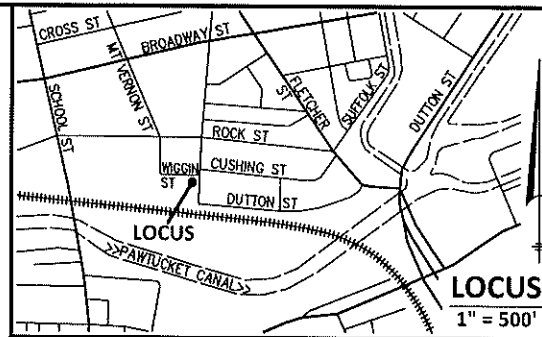 CROSS ST
BROADWAY ST
MT VERNON ST
SCHOOL ST
FLETCHER ST
SUFFOLK ST
DUTTON ST
ROCK ST
CUSHING ST
WIGGIN ST
DUTTON ST
LOCUS
>>PAWTUCKET CANAL>>
LOCUS
1" = 500'